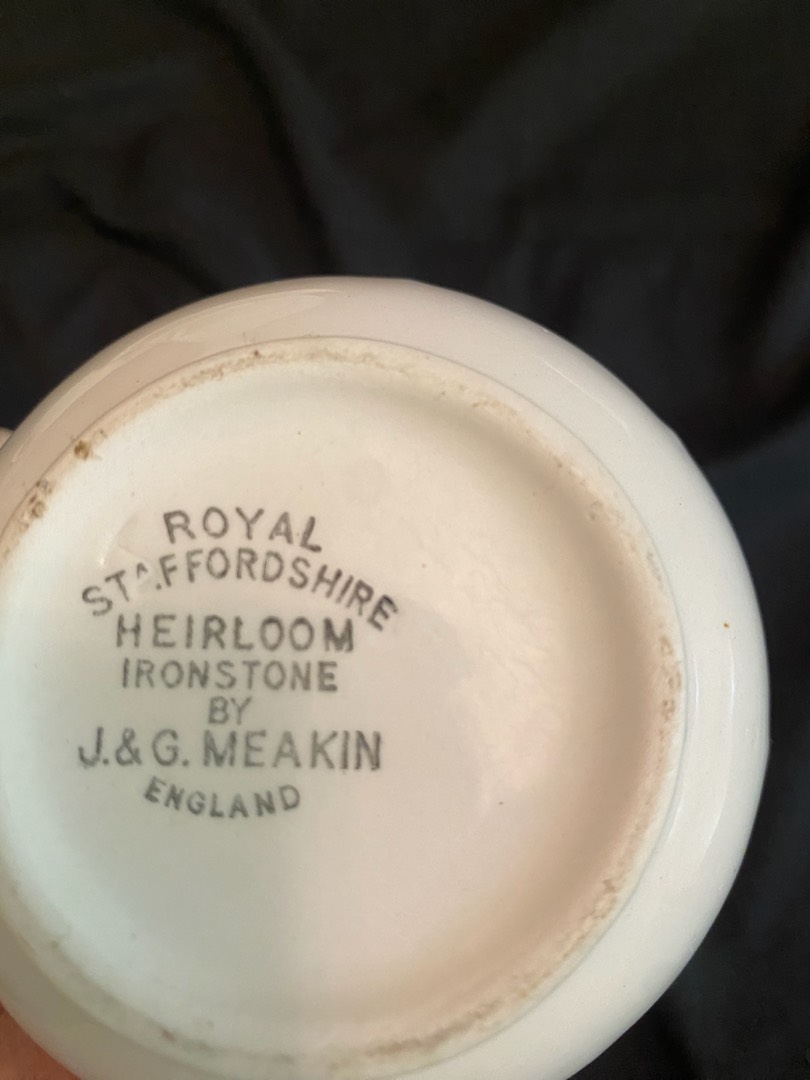 ROYAL
STAFFORDSHIRE
HEIRLOOM
IRONSTONE
BY
J.&G. MEAKIN
ENGLAND